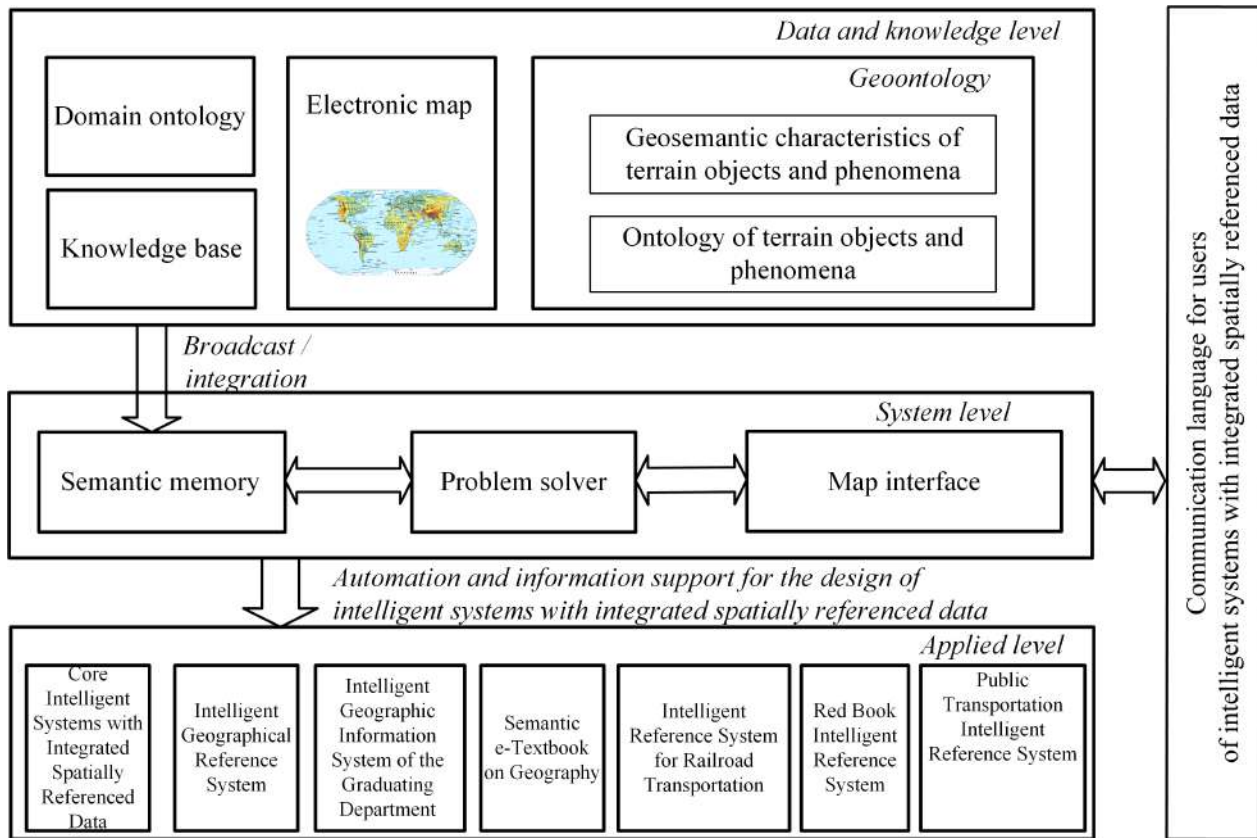 Data and knowledge level
Domain ontology
Knowledge base
Electronic map
Geoontology
Geosemantic characteristics of
terrain objects and phenomena
Ontology of terrain objects and
phenomena
Broadcast /
integration
System level
Semantic memory
Problem solver
Map interface
Automation and information support for the design of
intelligent systems with integrated spatially referenced data
Applied level
Core
Intelligent
Systems with
Integrated
Spatially
Referenced
Data
Intelligent
Geographical
Reference
System
Intelligent
Geographic
Information
System of the
Graduating
Department
Semantic
e-Textbook
on Geography
Intelligent
Reference System
for Railroad
Transportation
Red Book
Intelligent
Reference
System
Public
Transportation
Intelligent
Reference System
Communication language for users
of intelligent systems with integrated spatially referenced data